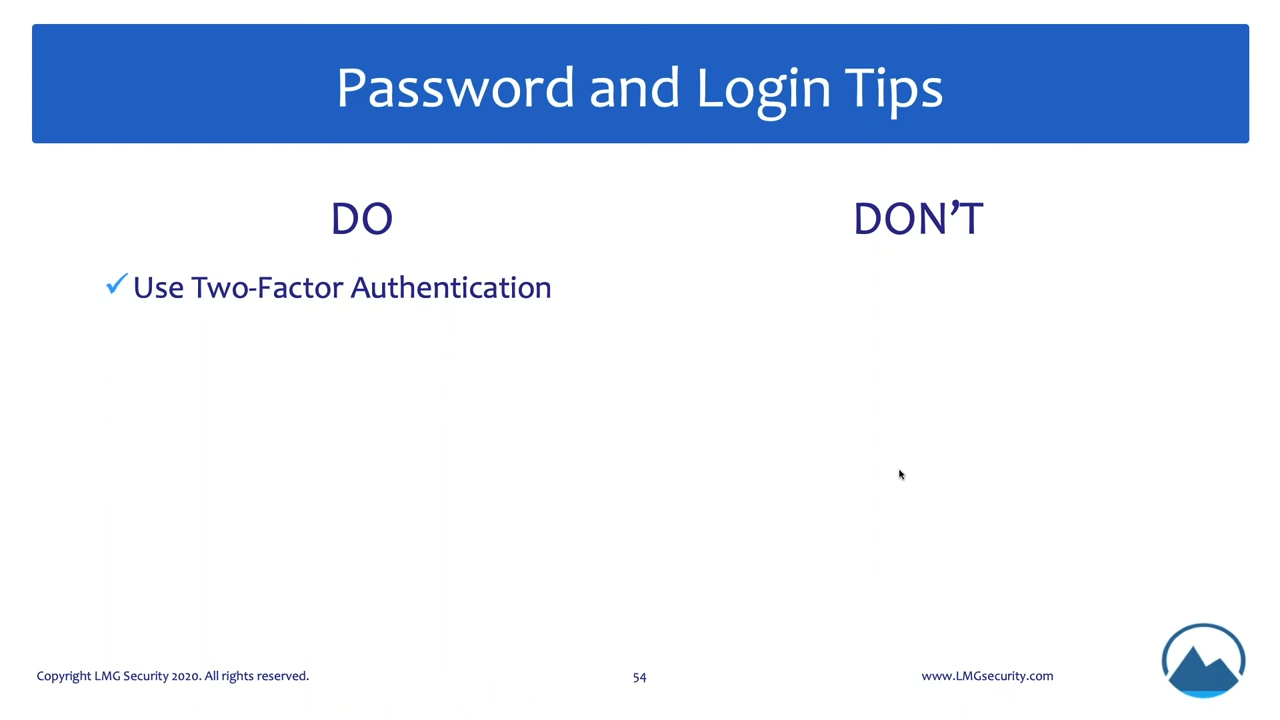 Password and Login Tips
DO
DON’T
✓ Use Two-Factor Authentication
Copyright LMG Security 2020. All rights reserved.
54
www.LMGsecurity.com